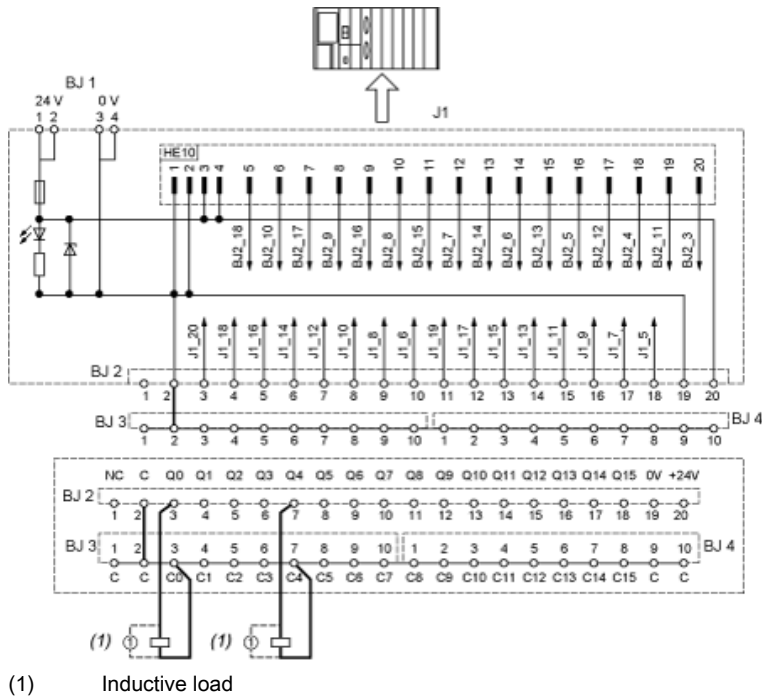 J1
BJ 1
24 V 0 V
1 2 3 4
HE10
1 2 3 4 5 6 7 8 9 10 11 12 13 14 15 16 17 18 19 20
BJ2_18 BJ2_10 BJ2_17 BJ2_9 BJ2_16 BJ2_8 BJ2_15 BJ2_7 BJ2_14 BJ2_6 BJ2_13 BJ2_5 BJ2_12 BJ2_4 BJ2_11 BJ2_3
J1_20 J1_18 J1_16 J1_14 J1_12 J1_10 J1_8 J1_6 J1_19 J1_17 J1_15 J1_13 J1_11 J1_9 J1_7 J1_5
BJ 2
1 2 3 4 5 6 7 8 9 10 11 12 13 14 15 16 17 18 19 20
BJ 3 BJ 4
1 2 3 4 5 6 7 8 9 10 1 2 3 4 5 6 7 8 9 10
NC C Q0 Q1 Q2 Q3 Q4 Q5 Q6 Q7 Q8 Q9 Q10 Q11 Q12 Q13 Q14 Q15 0V +24V
BJ 2
1 2 3 4 5 6 7 8 9 10 11 12 13 14 15 16 17 18 19 20
BJ 3 1 2 3 4 5 6 7 8 9 10 1 2 3 4 5 6 7 8 9 10 BJ 4
C C C0 C1 C2 C3 C4 C5 C6 C7 C8 C9 C10 C11 C12 C13 C14 C15 C C
(1) 1 (1) 1
(1) Inductive load